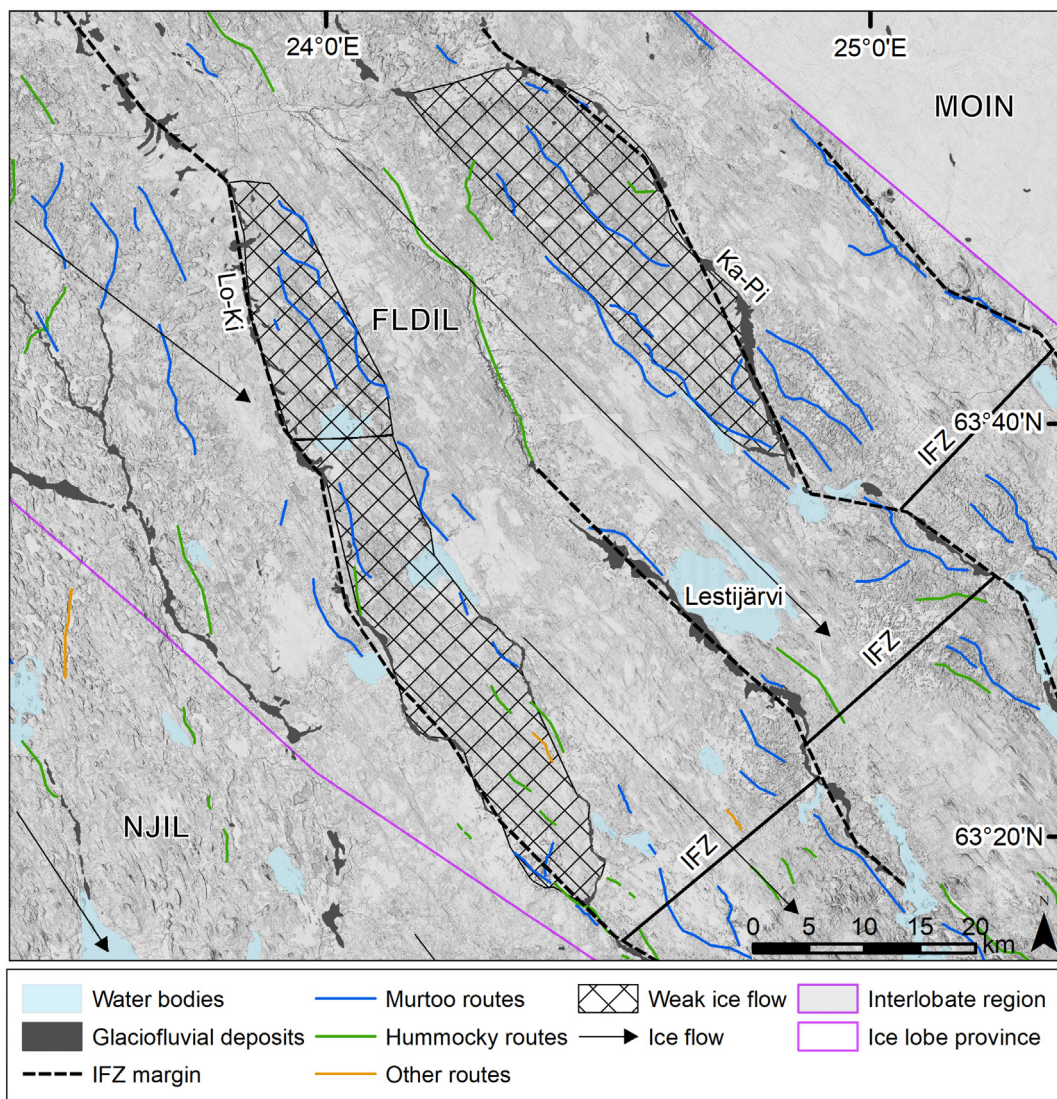 24°0'E
25°0'E
MOIN
Lo-Ki
FLDIL
Ka-Pi
63°40'N
IFZ
Lestijärvi
IFZ
NJIL
IFZ
63°20'N
N
0 5 10 15 20
km
Water bodies
Murtoo routes
Weak ice flow
Interlobate region
Glaciofluvial deposits
Hummocky routes
Ice flow
Ice lobe province
IFZ margin
Other routes